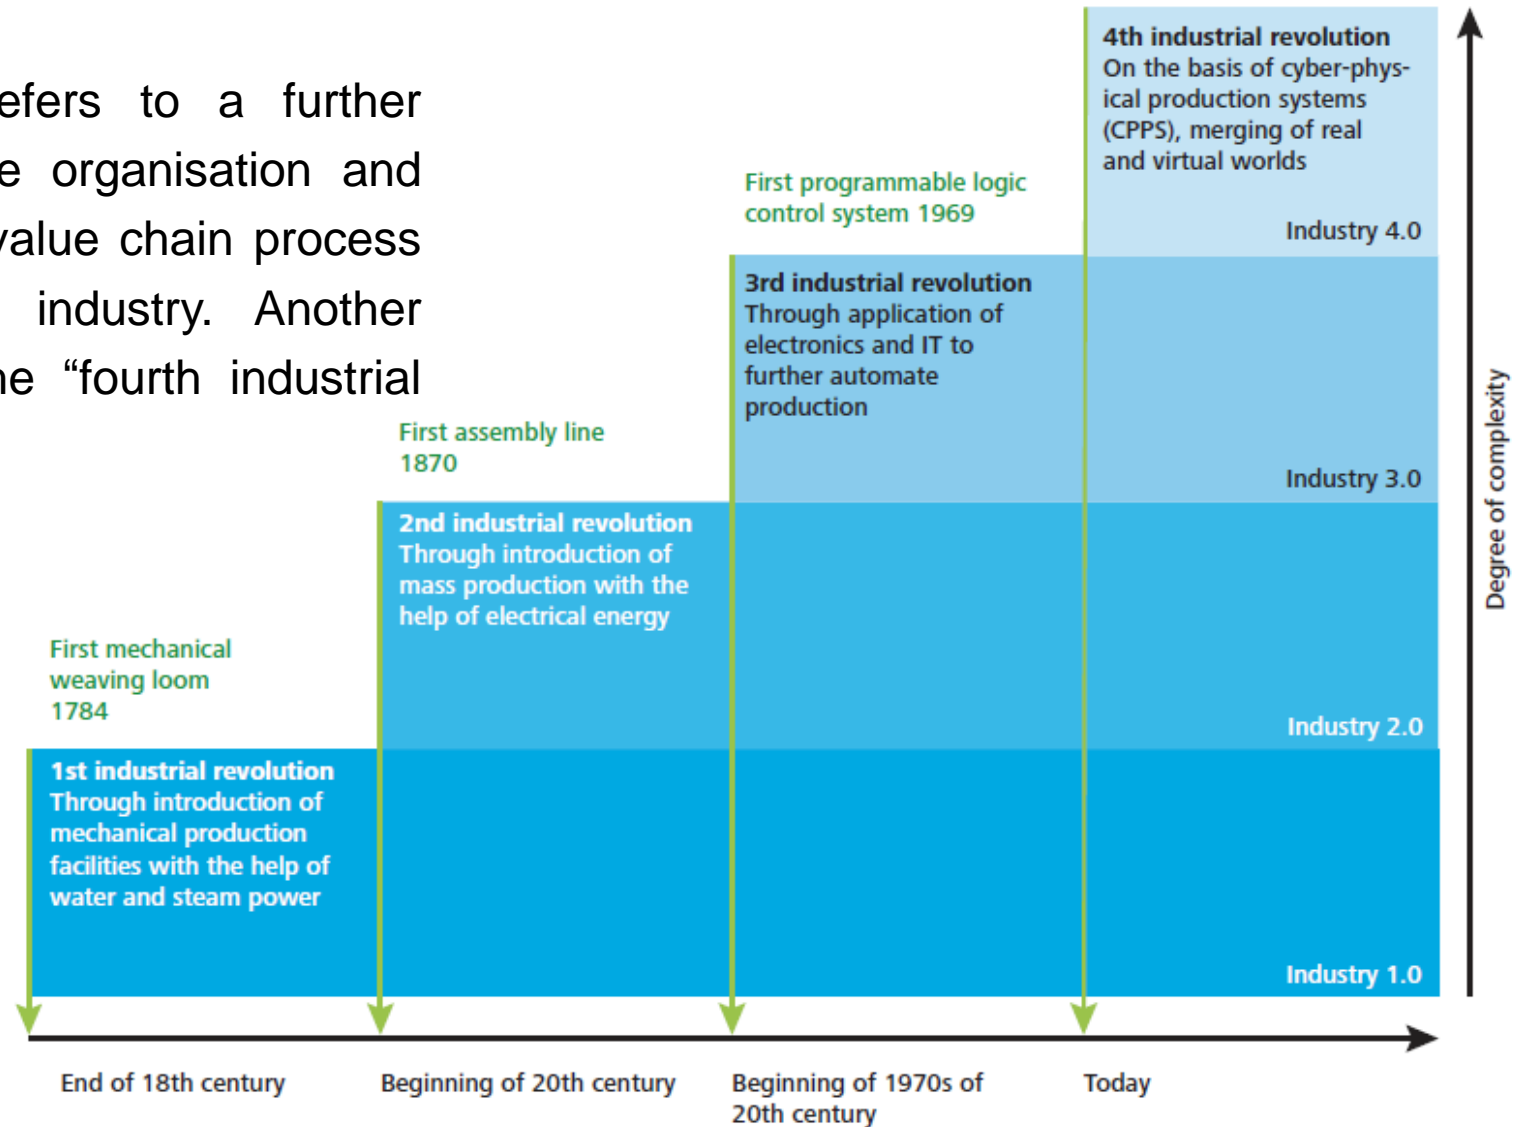 refers to a further
organisation and
value chain process
industry. Another
“fourth industrial
4th industrial revolution
On the basis of cyber-phys-
ical production systems
(CPPS), merging of real
and virtual worlds
Industry 4.0
First programmable logic
control system 1969
3rd industrial revolution
Through application of
electronics and IT to
further automate
production
Industry 3.0
First assembly line
1870
2nd industrial revolution
Through introduction of
mass production with the
help of electrical energy
Industry 2.0
First mechanical
weaving loom
1784
1st industrial revolution
Through introduction of
mechanical production
facilities with the help of
water and steam power
Industry 1.0
Degree of complexity
End of 18th century
Beginning of 20th century
Beginning of 1970s of
20th century
Today